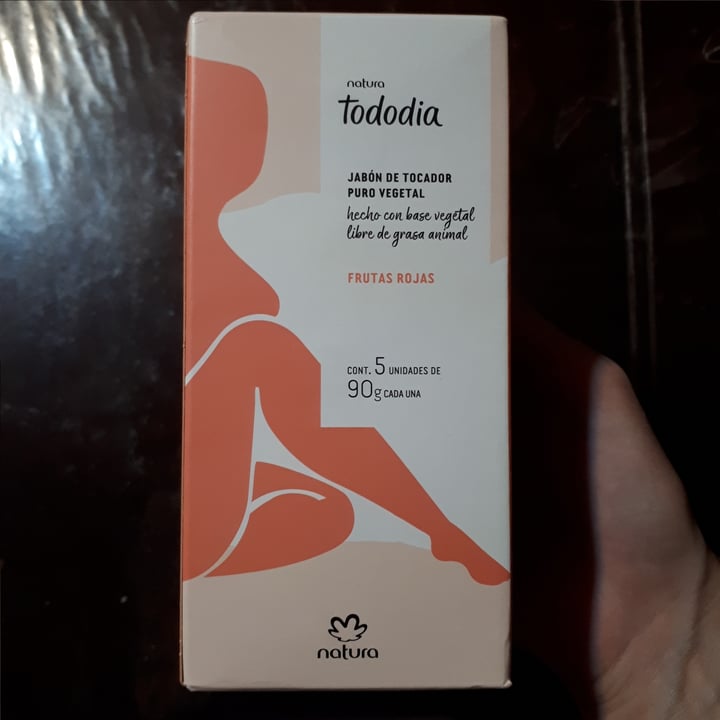 natura
Tododia
JABÓN DE TOCADOR
PURO VEGETAL
hecho con base vegetal
libre de grasa animal
FRUTAS ROJAS
CONT. 5 UNIDADES DE
90g CADA UNA
natura